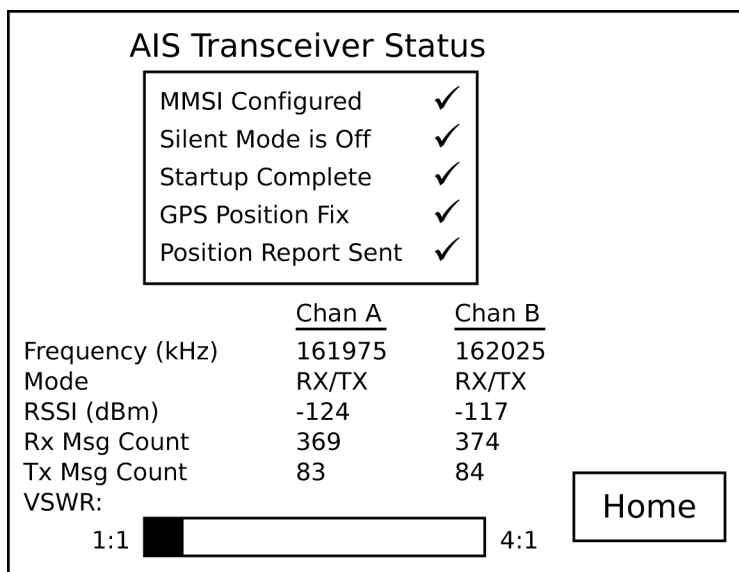 AIS Transceiver Status
MMSI Configured ✓
Silent Mode is Off ✓
Startup Complete ✓
GPS Position Fix ✓
Position Report Sent ✓
Chan A Chan B
Frequency (kHz) 161975 162025
Mode RX/TX RX/TX
RSSI (dBm) -124 -117
Rx Msg Count 369 374
Tx Msg Count 83 84
VSWR:
1:1 4:1
Home